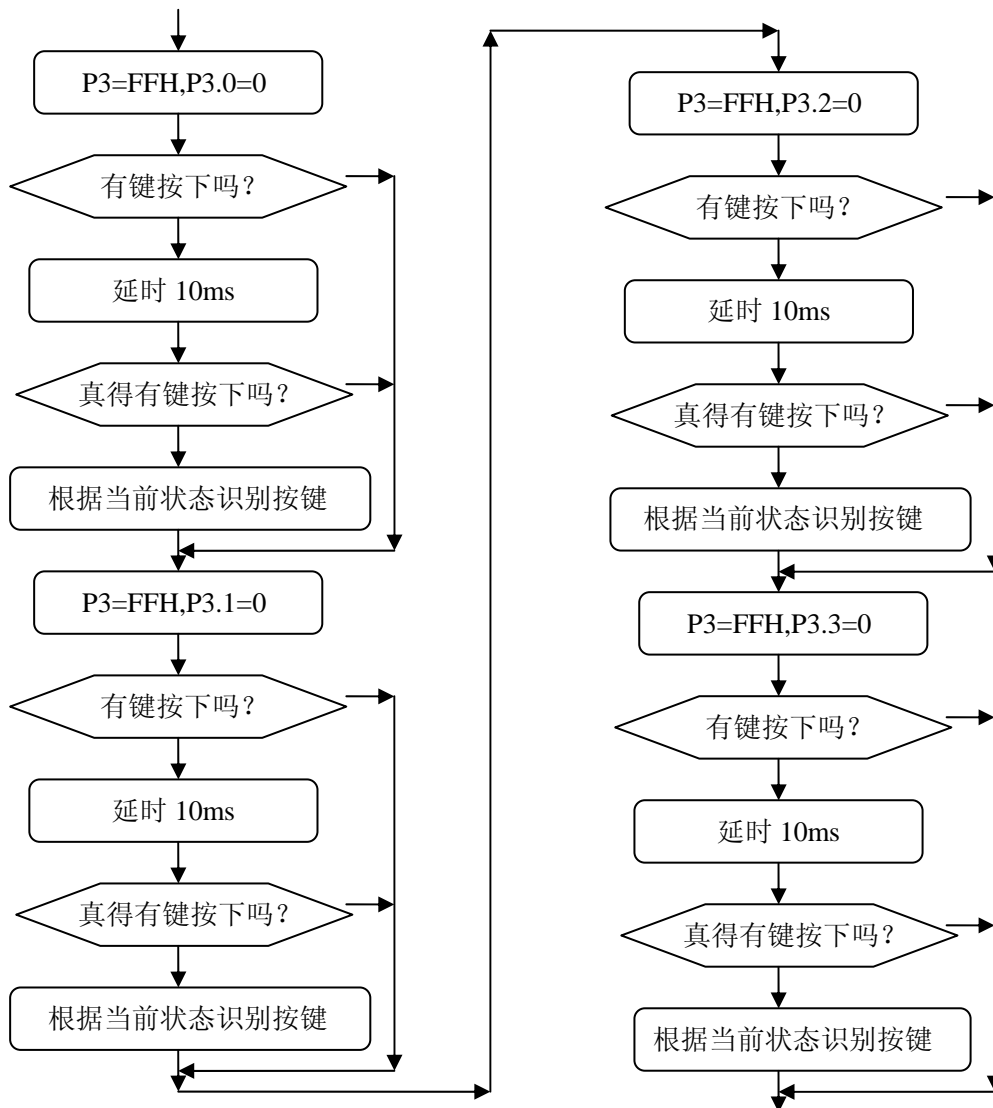 P3=FFH,P3.0=0
有键按下吗?
延时 10ms
真得有键按下吗?
根据当前状态识别按键
P3=FFH,P3.1=0
有键按下吗?
延时 10ms
真得有键按下吗?
根据当前状态识别按键
P3=FFH,P3.2=0
有键按下吗?
延时 10ms
真得有键按下吗?
根据当前状态识别按键
P3=FFH,P3.3=0
有键按下吗?
延时 10ms
真得有键按下吗?
根据当前状态识别按键